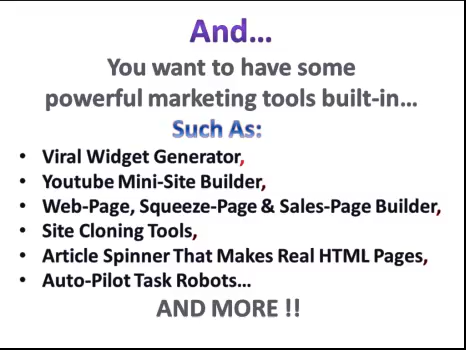 And...
You want to have some
powerful marketing tools built-in...
Such As:
• Viral Widget Generator,
• Youtube Mini-Site Builder,
• Web-Page, Squeeze-Page & Sales-Page Builder,
• Site Cloning Tools,
• Article Spinner That Makes Real HTML Pages,
• Auto-Pilot Task Robots...
AND MORE !!